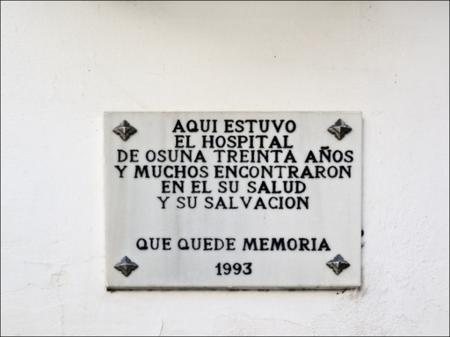 AQUI ESTUVO
EL HOSPITAL
DE OSUNA TREINTA AÑOS
Y MUCHOS ENCONTRARON
EN EL SU SALUD
Y SU SALVACION
QUE QUEDE MEMORIA
1993